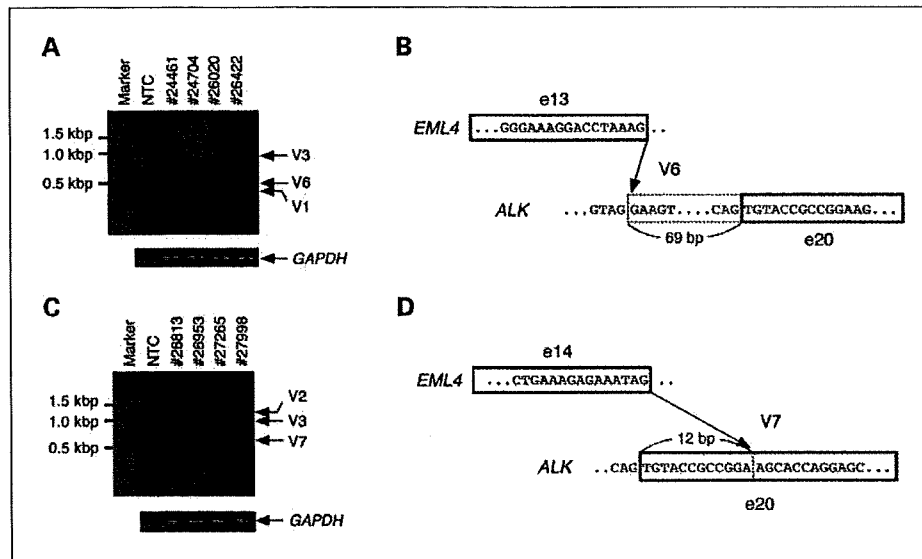 A
Marker
NTC
#24461
#24704
#26020
#26422
1.5 kbp
1.0 kbp
0.5 kbp
V3
V6
V1
GAPDH
B
e13
EML4
...GGGAAAGGACCTAAAG ..
V6
ALK
...GTAG GAAGT....CAG TGTACCGCCGGAAG...
69 bp
e20
C
Marker
NTC
#26813
#26953
#27265
#27998
1.5 kbp
1.0 kbp
0.5 kbp
V2
V3
V7
GAPDH
D
e14
EML4
...CTGAAAGAGAAATAG ..
V7
12 bp
ALK
..CAG TGTACCGCCGGA AGCACCAGGAGC...
e20